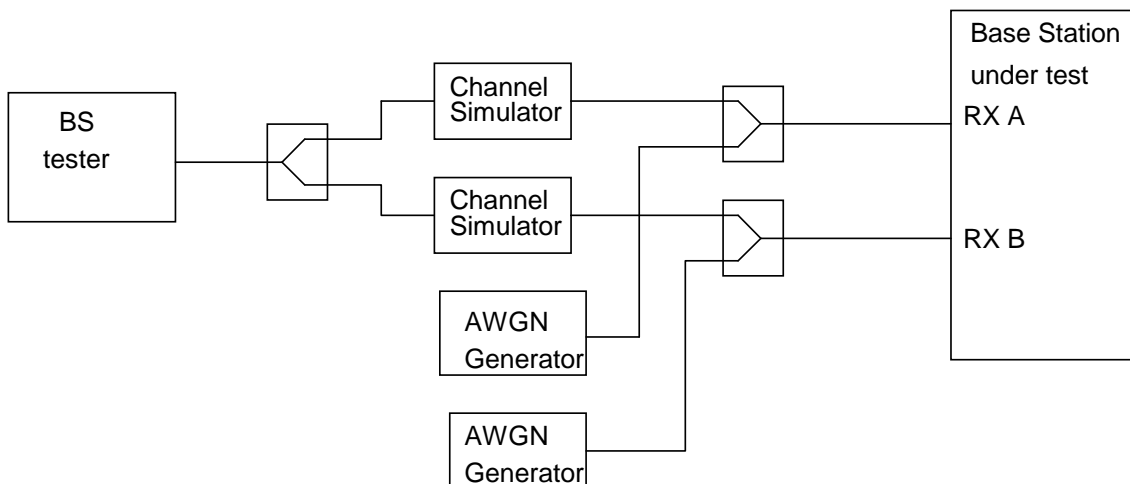 BS
tester
Channel
Simulator
Channel
Simulator
AWGN
Generator
AWGN
Generator
Base Station
under test
RX A
RX B